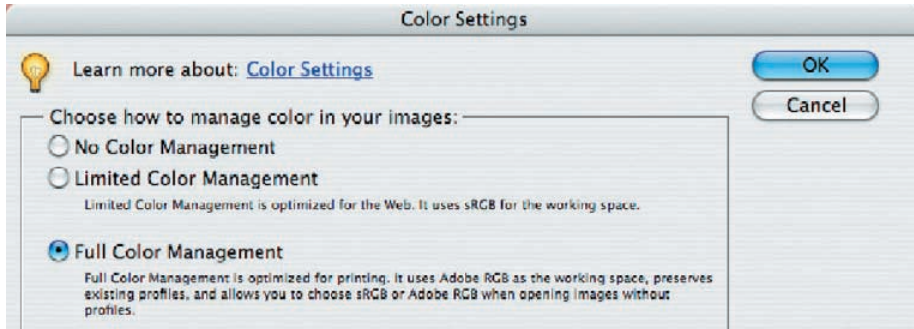 Color Settings
Learn more about: Color Settings
OK
Cancel
Choose how to manage color in your images:
No Color Management
Limited Color Management
Limited Color Management is optimized for the Web. It uses sRGB for the working space.
Full Color Management
Full Color Management is optimized for printing. It uses Adobe RGB as the working space, preserves
existing profiles, and allows you to choose sRGB or Adobe RGB when opening images without
profiles.